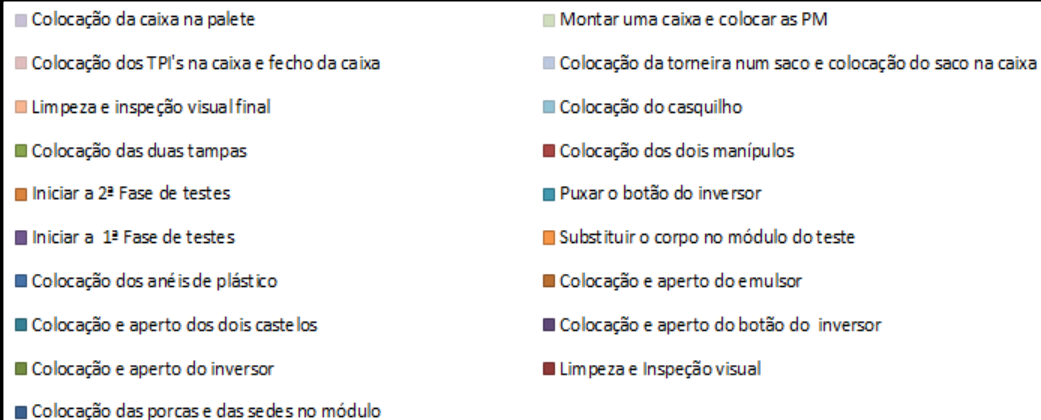 Colocação da caixa na palete
Montar uma caixa e colocar as PM
Colocação dos TPI's na caixa e fecho da caixa
Colocação da torneira num saco e colocação do saco na caixa
Limpeza e inspeção visual final
Colocação do casquilho
Colocação das duas tampas
Colocação dos dois manípulos
Iniciar a 2ª Fase de testes
Puxar o botão do inversor
Iniciar a 1ª Fase de testes
Substituir o corpo no módulo do teste
Colocação dos anéis de plástico
Colocação e aperto do emulsor
Colocação e aperto dos dois castelos
Colocação e aperto do botão do inversor
Colocação e aperto do inversor
Limpeza e Inspeção visual
Colocação das porcas e das sedes no módulo